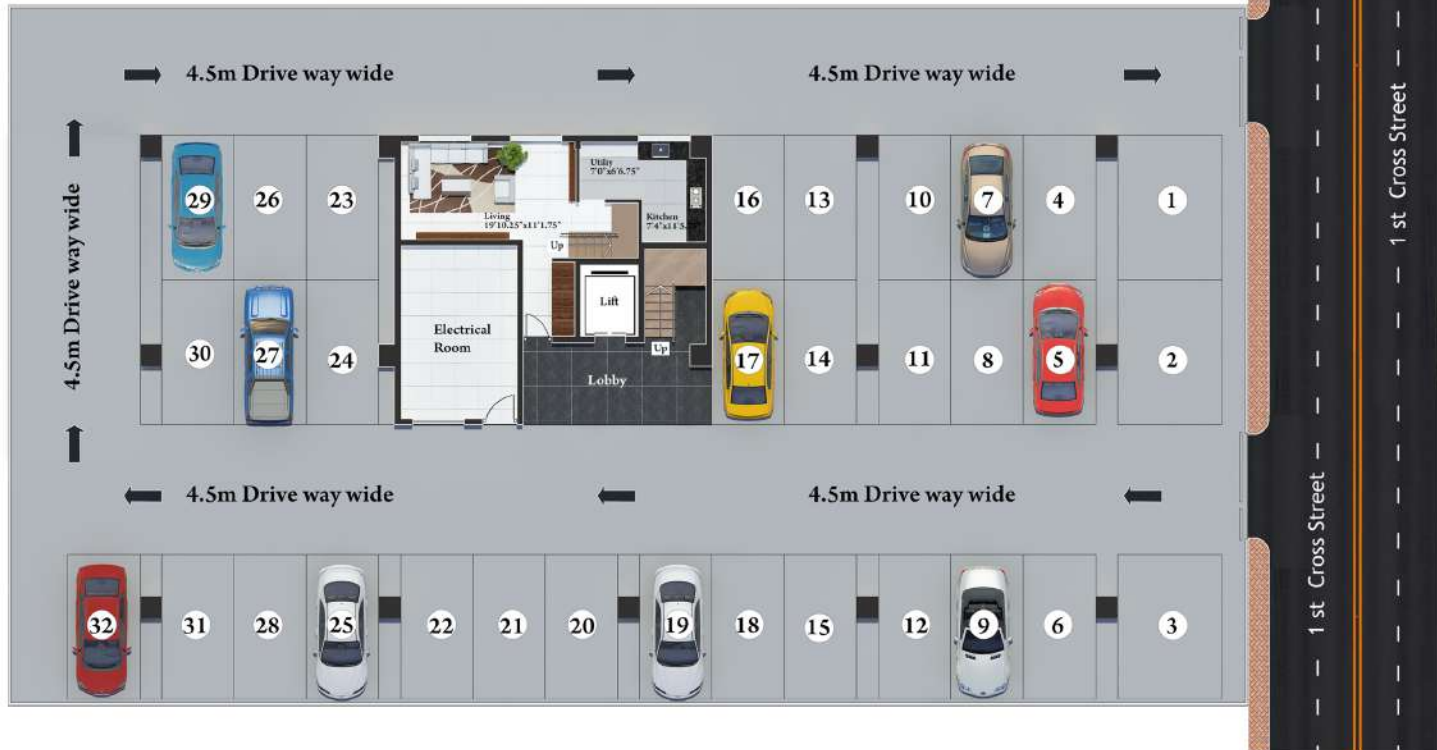 4.5m Drive way wide
4.5m Drive way wide
4.5m Drive way wide
29
26
23
Utiliy
7'0"x6'6.75"
Living
19'10.25"x11'1.75"
Kitchen
Up
16
13
10
7
4
1
30
27
24
Electrical
Room
Lift
Up
Lobby
17
14
11
8
5
2
4.5m Drive way wide
4.5m Drive way wide
32
31
28
25
22
21
20
19
18
15
12
9
6
3
1 st Cross Street
1 st Cross Street